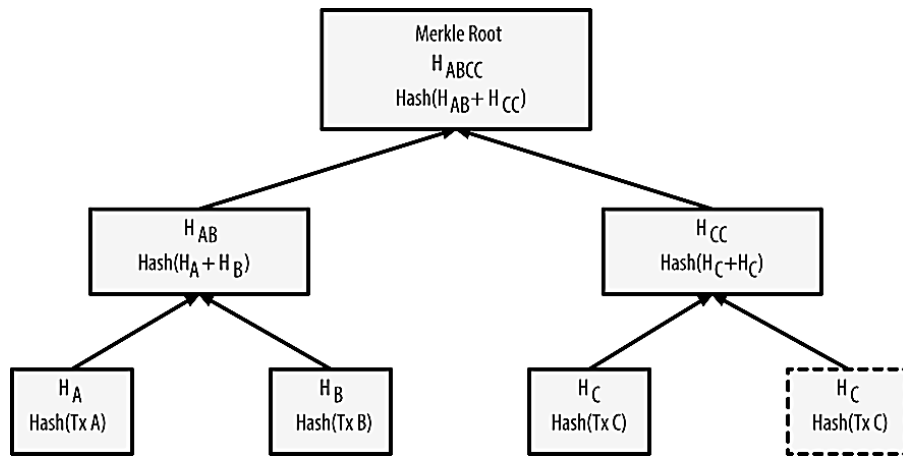 Merkle Root
H ABCC
Hash(H AB + H CC)
H AB
Hash(H A + H B)
H CC
Hash(H C+H C)
H A
Hash(Tx A)
H B
Hash(Tx B)
H C
Hash(Tx C)
H C
Hash(Tx C)